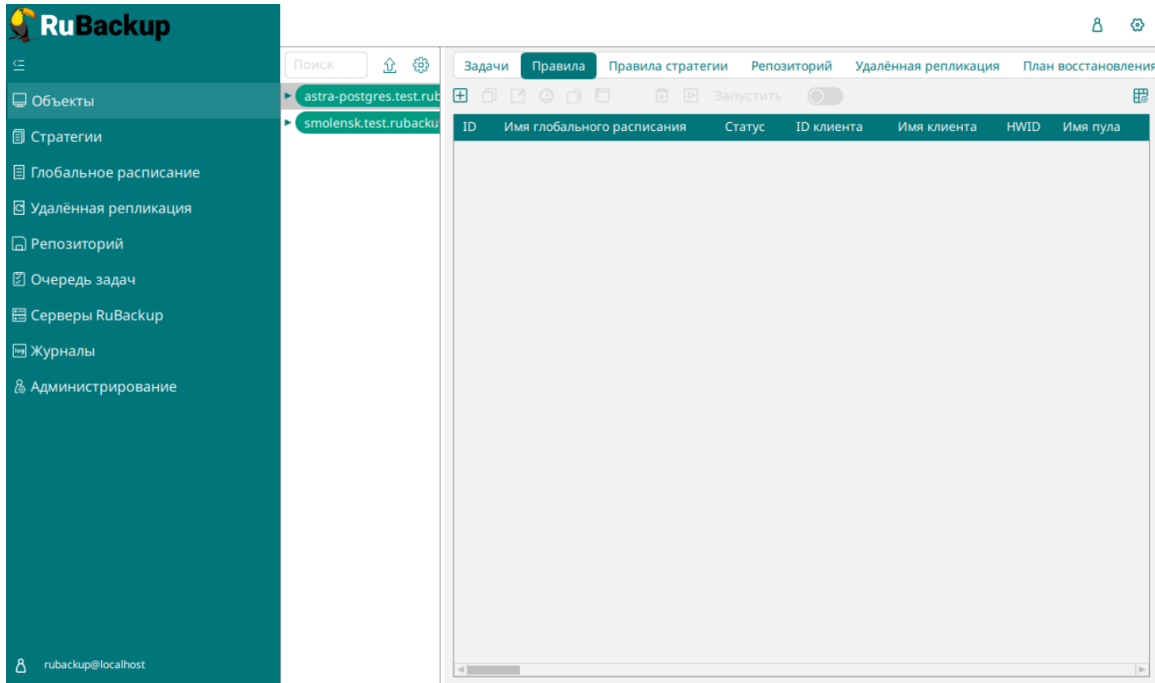 RuBackup
Объекты
Стратегии
Глобальное расписание
Удалённая репликация
Репозиторий
Очередь задач
Серверы RuBackup
Журналы
Администрирование
rubackup@localhost
Поиск
astra-postgres.test.rub
smolensk.test.rubacku
Задачи Правила Правила стратегии Репозиторий Удалённая репликация План восстановления
Запустить
ID Имя глобального расписания Статус ID клиента Имя клиента HWID Имя пула